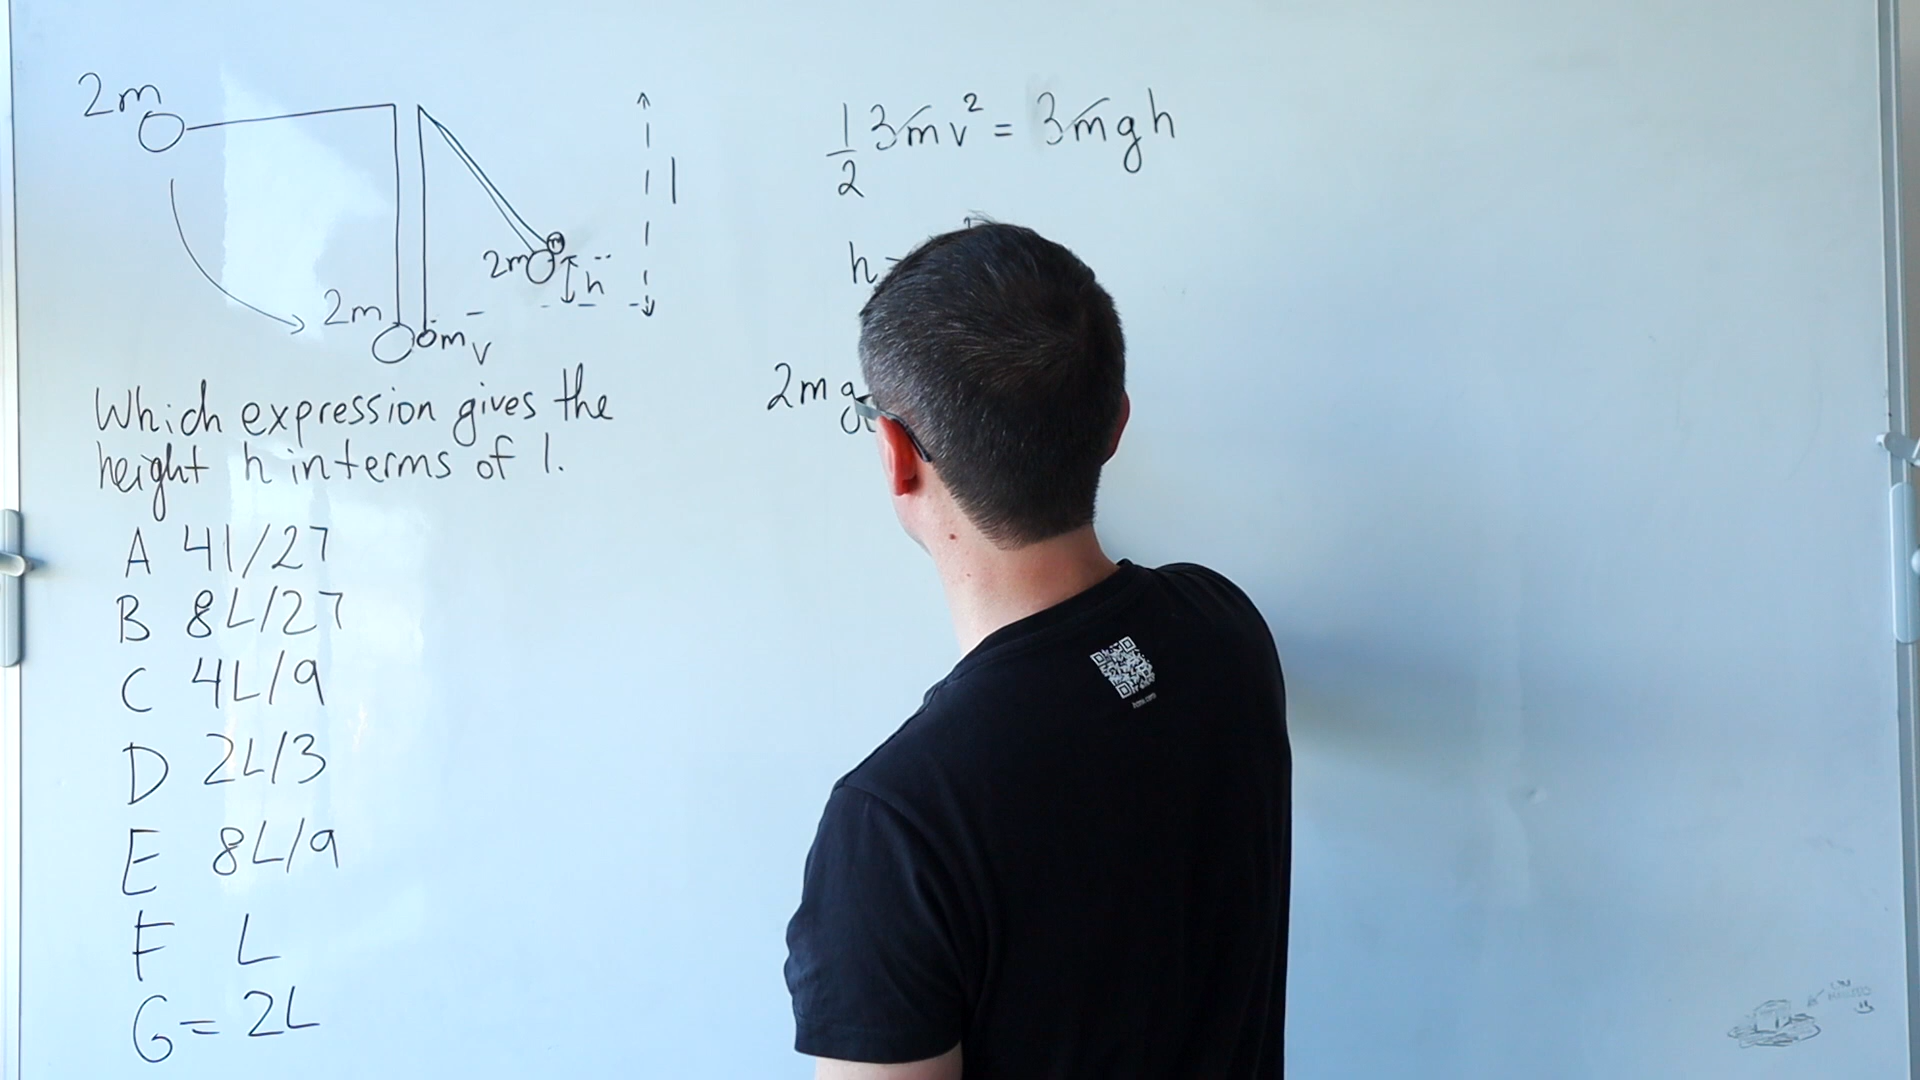 2m
l
2m
m
h
2m
m
v
Which expression gives the
height h in terms of l.
A 4l/27
B 8L/27
C 4L/9
D 2L/3
E 8L/9
F L
G = 2L
1/2 3mv² = 3mgh
h =
2mg